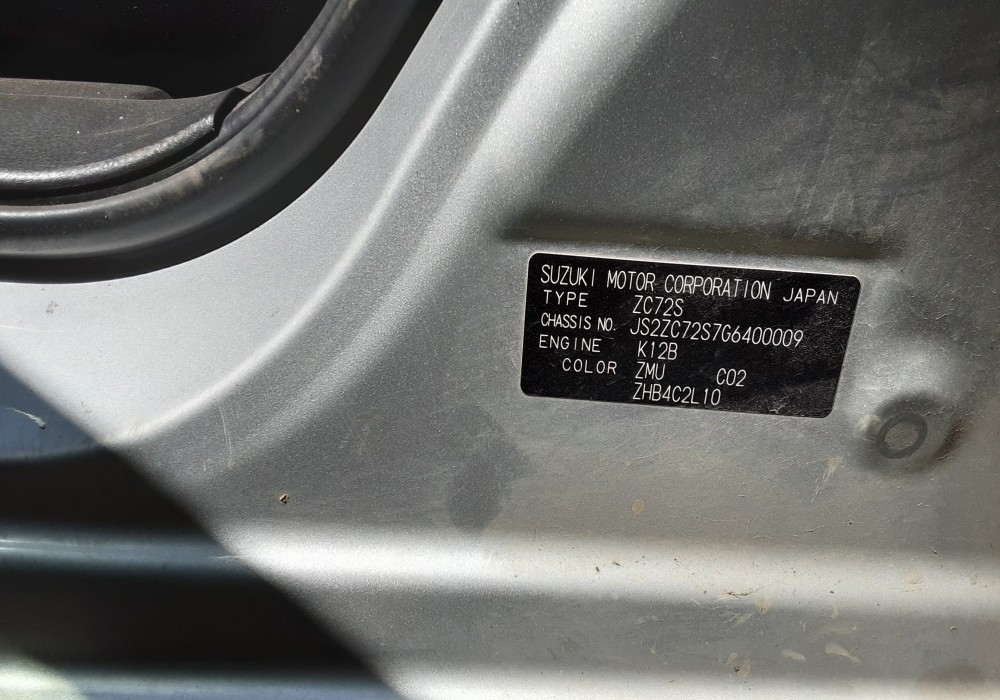 SUZUKI MOTOR CORPORATION JAPAN
TYPE ZC72S
CHASSIS NO. JS2ZC72S7G6400009
ENGINE K12B
COLOR ZMU C02
ZHB4C2L10